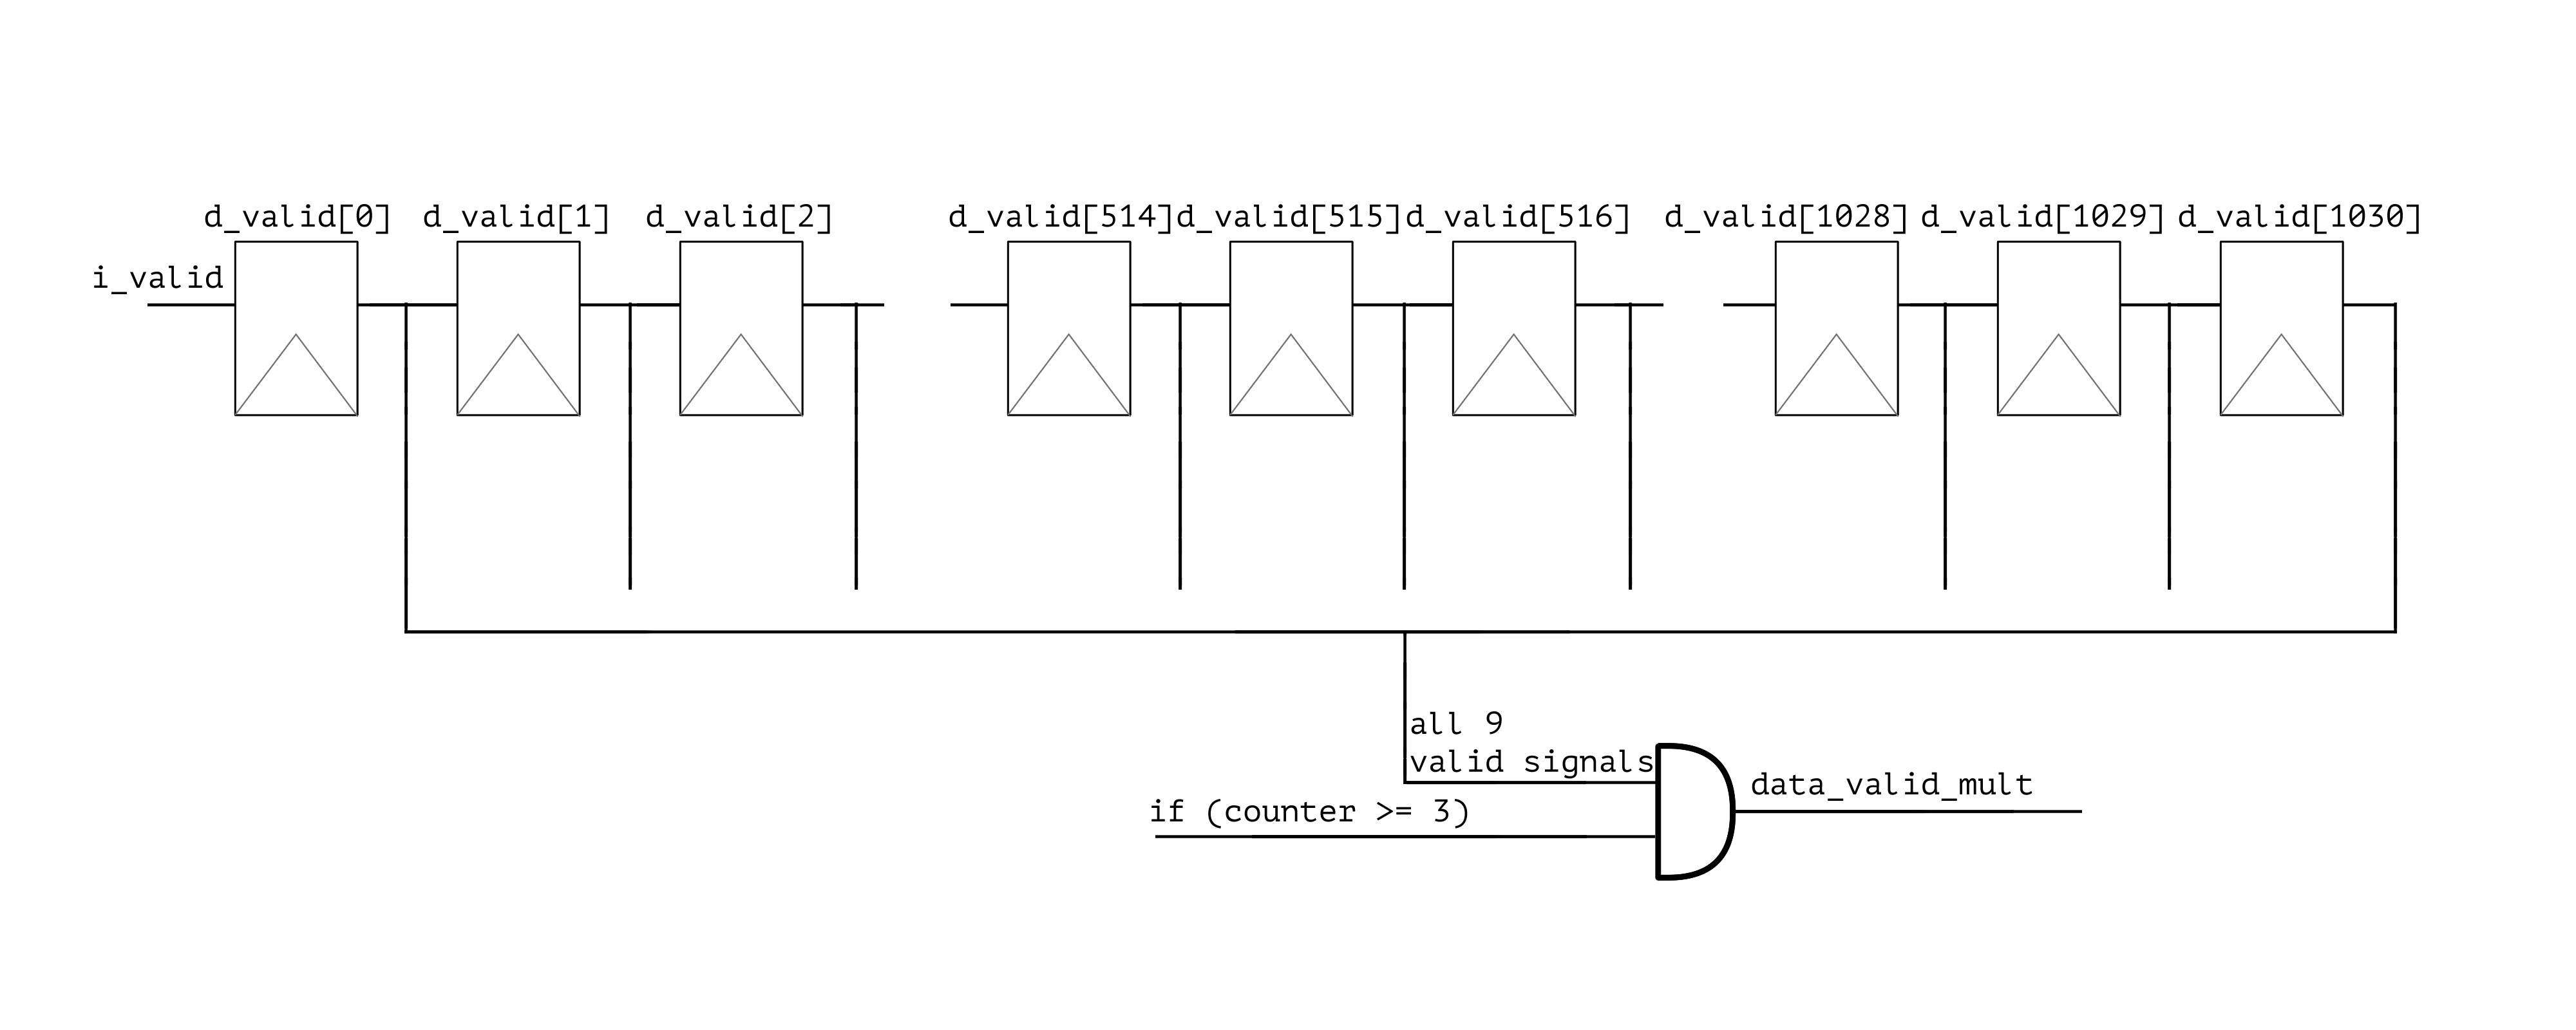 d_valid[0] d_valid[1] d_valid[2] d_valid[514] d_valid[515] d_valid[516] d_valid[1028] d_valid[1029] d_valid[1030]
i_valid
all 9
valid signals
if (counter >= 3)
data_valid_mult